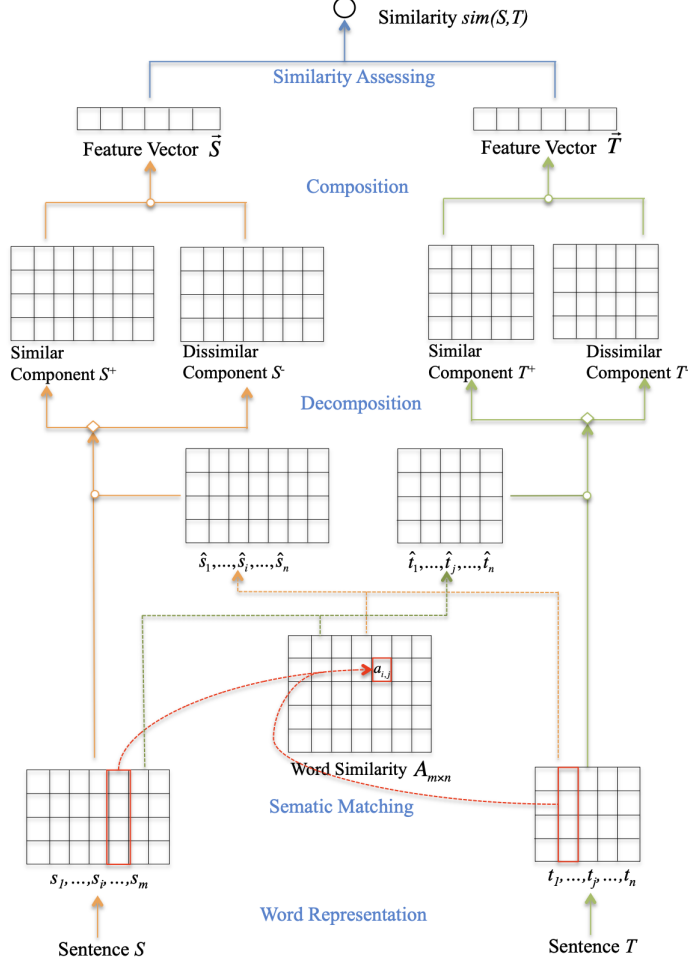 Similarity sim(S,T)
Similarity Assessing
Feature Vector S⃗
Feature Vector T⃗
Composition
Similar
Component S⁺
Dissimilar
Component S⁻
Similar
Component T⁺
Dissimilar
Component T⁻
Decomposition
ŝ₁,...,ŝᵢ,...,ŝₙ
t̂₁,...,t̂ⱼ,...,t̂ₙ
aᵢ,ⱼ
Word Similarity Aₘ×ₙ
Sematic Matching
s₁,...,sᵢ,...,sₘ
t₁,...,tⱼ,...,tₙ
Word Representation
Sentence S
Sentence T